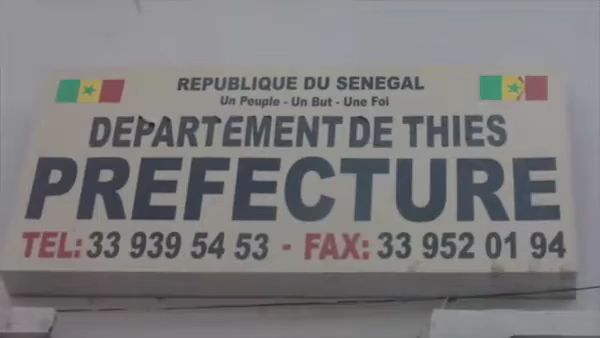 REPUBLIQUE DU SENEGAL
Un Peuple - Un But - Une Foi
DEPARTEMENT DE THIES
PREFECTURE
TEL: 33 939 54 53 - FAX: 33 952 01 94